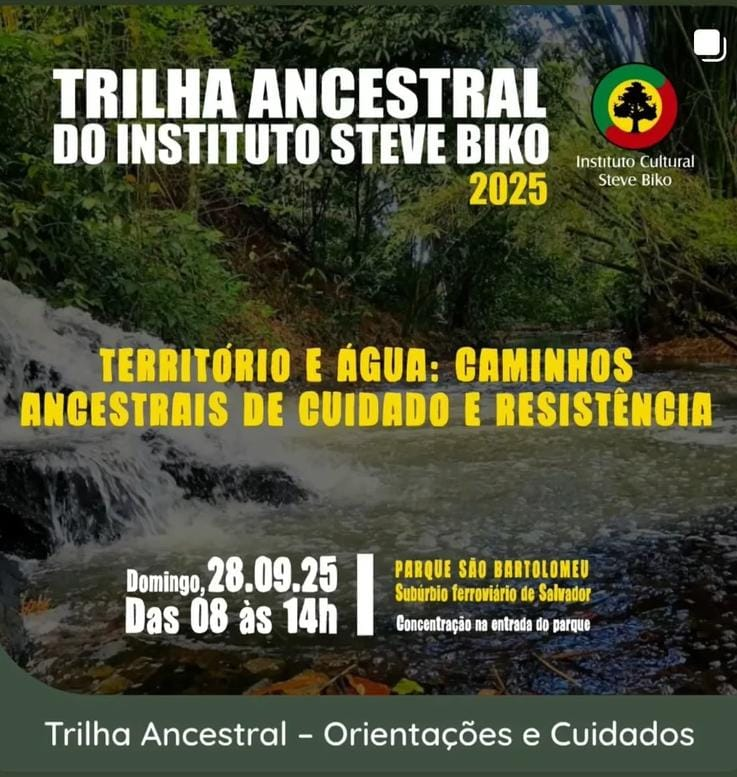 TRILHA ANCESTRAL
DO INSTITUTO STEVE BIKO
2025
Instituto Cultural
Steve Biko
TERRITÓRIO E ÁGUA: CAMINHOS
ANCESTRAIS DE CUIDADO E RESISTÊNCIA
Domingo, 28.09.25
Das 08 às 14h
PARQUE SÃO BARTOLOMEU
Subúrbio ferroviário de Salvador
Concentração na entrada do parque
Trilha Ancestral – Orientações e Cuidados